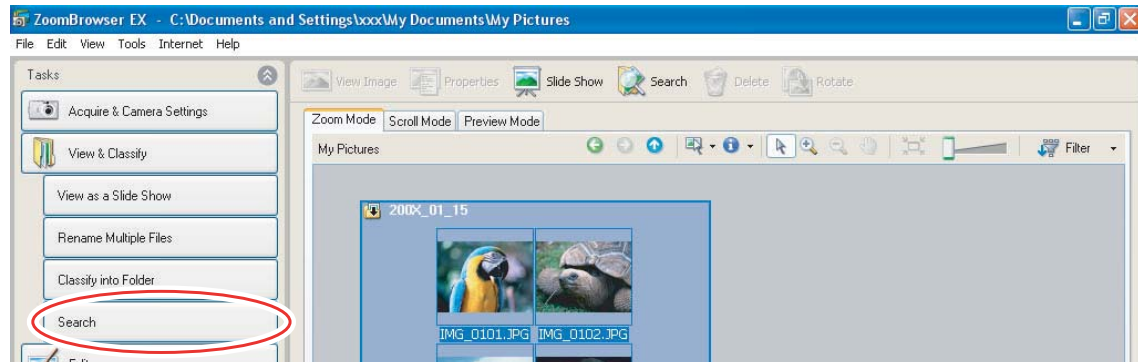 ZoomBrowser EX - C:\Documents and Settings\xxx\My Documents\My Pictures
File Edit View Tools Internet Help
Tasks
Acquire & Camera Settings
View & Classify
View as a Slide Show
Rename Multiple Files
Classify into Folder
Search
View Image Properties Slide Show Search Delete Rotate
Zoom Mode Scroll Mode Preview Mode
My Pictures Filter
200X_01_15
IMG_0101.JPG IMG_0102.JPG